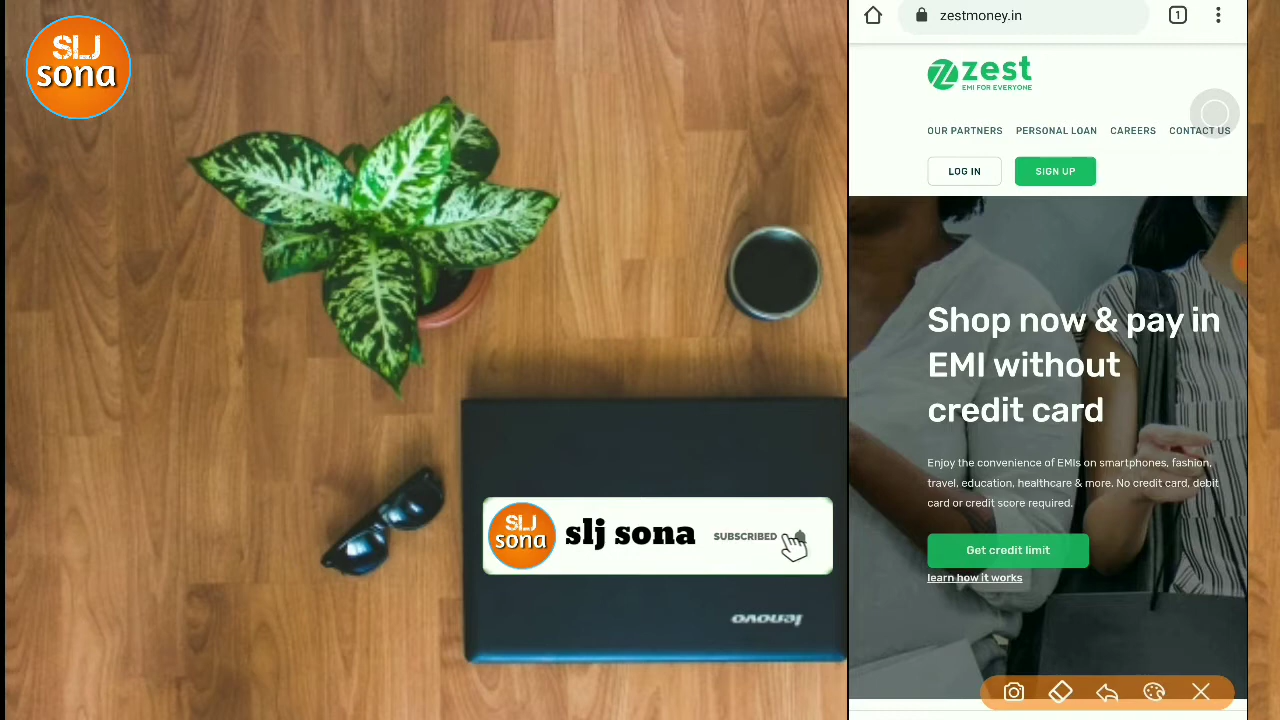 SLJ
sona
SLJ
sona
slj sona
SUBSCRIBED
lenovo
zestmoney.in
1
zest
EMI FOR EVERYONE
OUR PARTNERS PERSONAL LOAN CAREERS CONTACT US
LOG IN SIGN UP
Shop now & pay in
EMI without
credit card
Enjoy the convenience of EMIs on smartphones, fashion,
travel, education, healthcare & more. No credit card, debit
card or credit score required.
Get credit limit
learn how it works